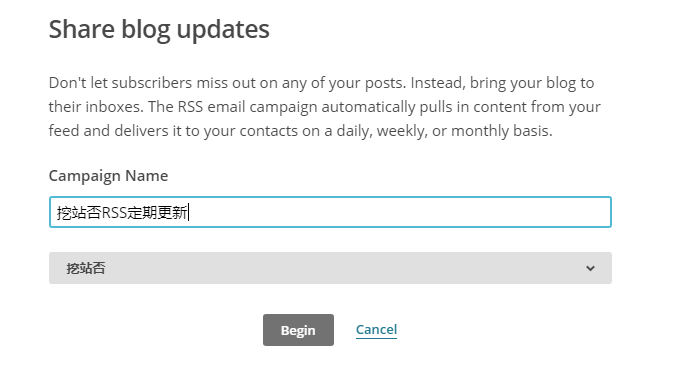 Share blog updates
Don't let subscribers miss out on any of your posts. Instead, bring your blog to
their inboxes. The RSS email campaign automatically pulls in content from your
feed and delivers it to your contacts on a daily, weekly, or monthly basis.
Campaign Name
挖站否RSS定期更新
挖站否
Begin
Cancel